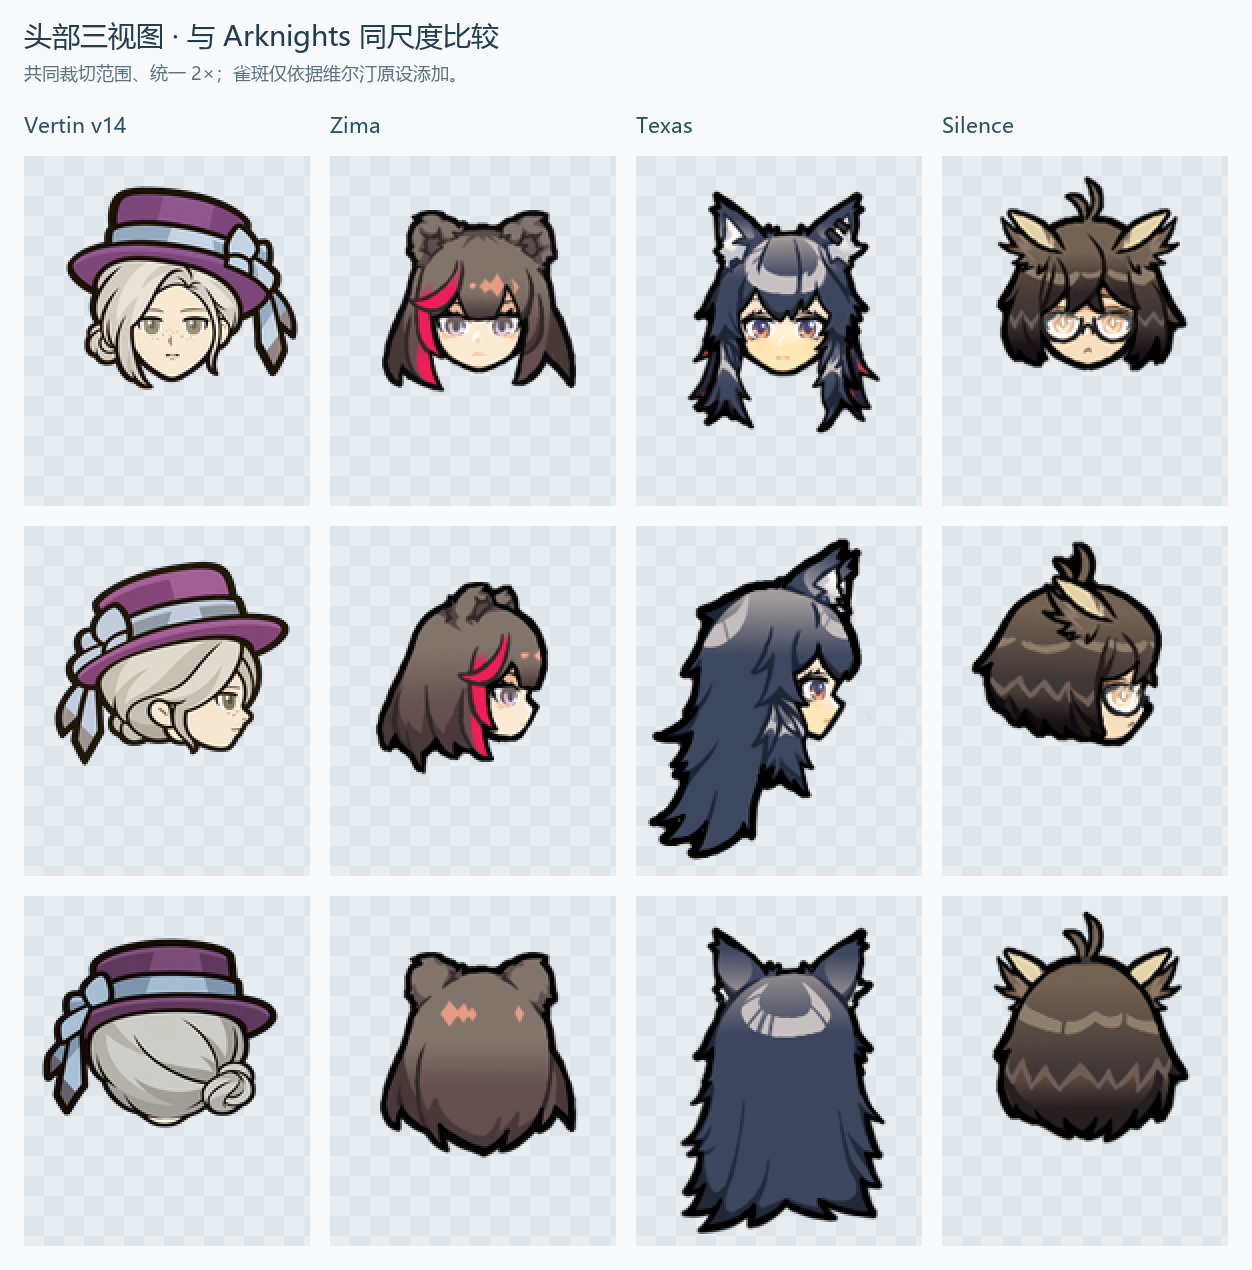 头部三视图 · 与 Arknights 同尺度比较
共同裁切范围、统一 2×；雀斑仅依据维尔汀原设添加。
Vertin v14
Zima
Texas
Silence